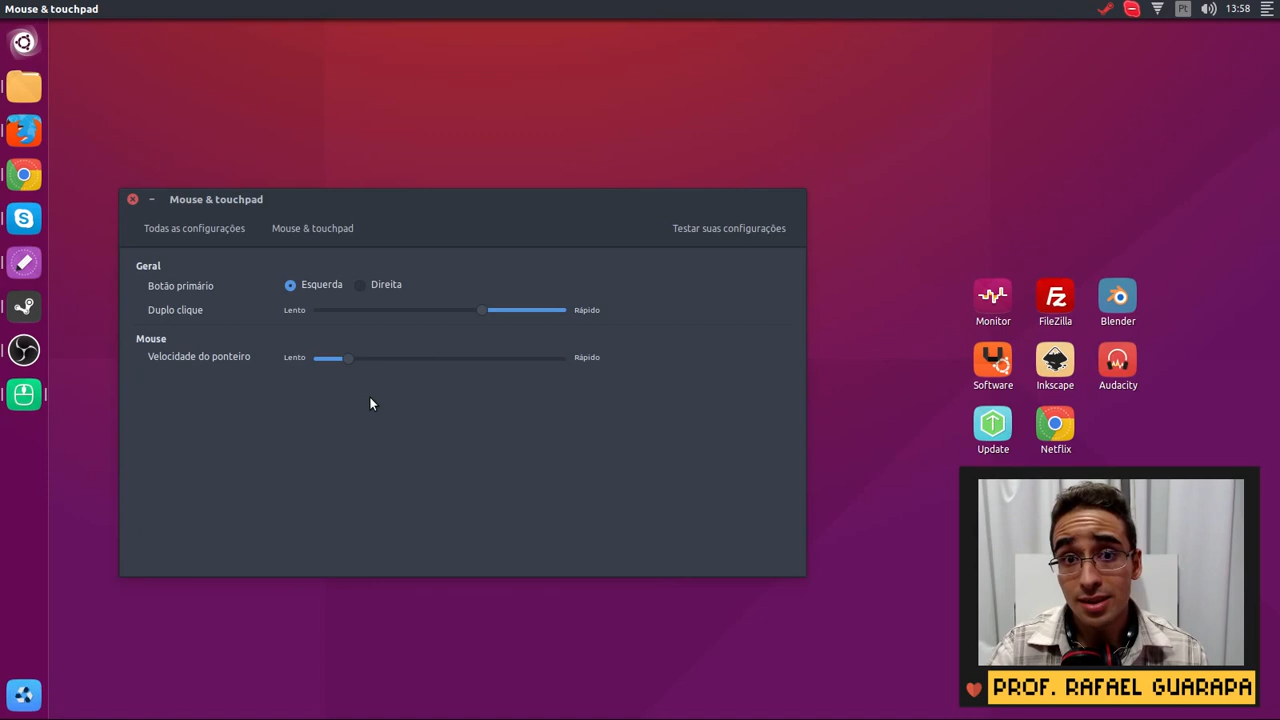 Mouse & touchpad
Pt
13:58
Mouse & touchpad
Todas as configurações
Mouse & touchpad
Testar suas configurações
Geral
Botão primário
Esquerda
Direita
Duplo clique
Lento
Rápido
Mouse
Velocidade do ponteiro
Lento
Rápido
Monitor
FileZilla
Blender
Software
Inkscape
Audacity
Update
Netflix
PROF. RAFAEL GUARAPA